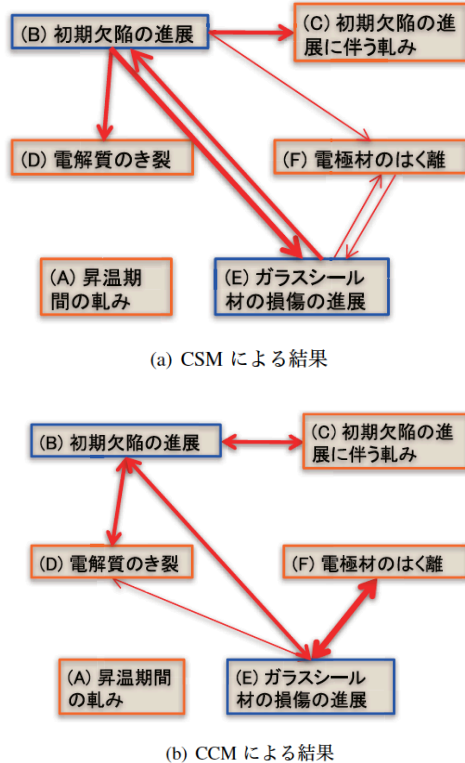 (B) 初期欠陥の進展
(C) 初期欠陥の進
展に伴う軋み
(D) 電解質のき裂
(F) 電極材のはく離
(A) 昇温期
間の軋み
(E) ガラスシール
材の損傷の進展
(a) CSM による結果
(B) 初期欠陥の進展
(C) 初期欠陥の進
展に伴う軋み
(D) 電解質のき裂
(F) 電極材のはく離
(A) 昇温期間
の軋み
(E) ガラスシール
材の損傷の進展
(b) CCM による結果